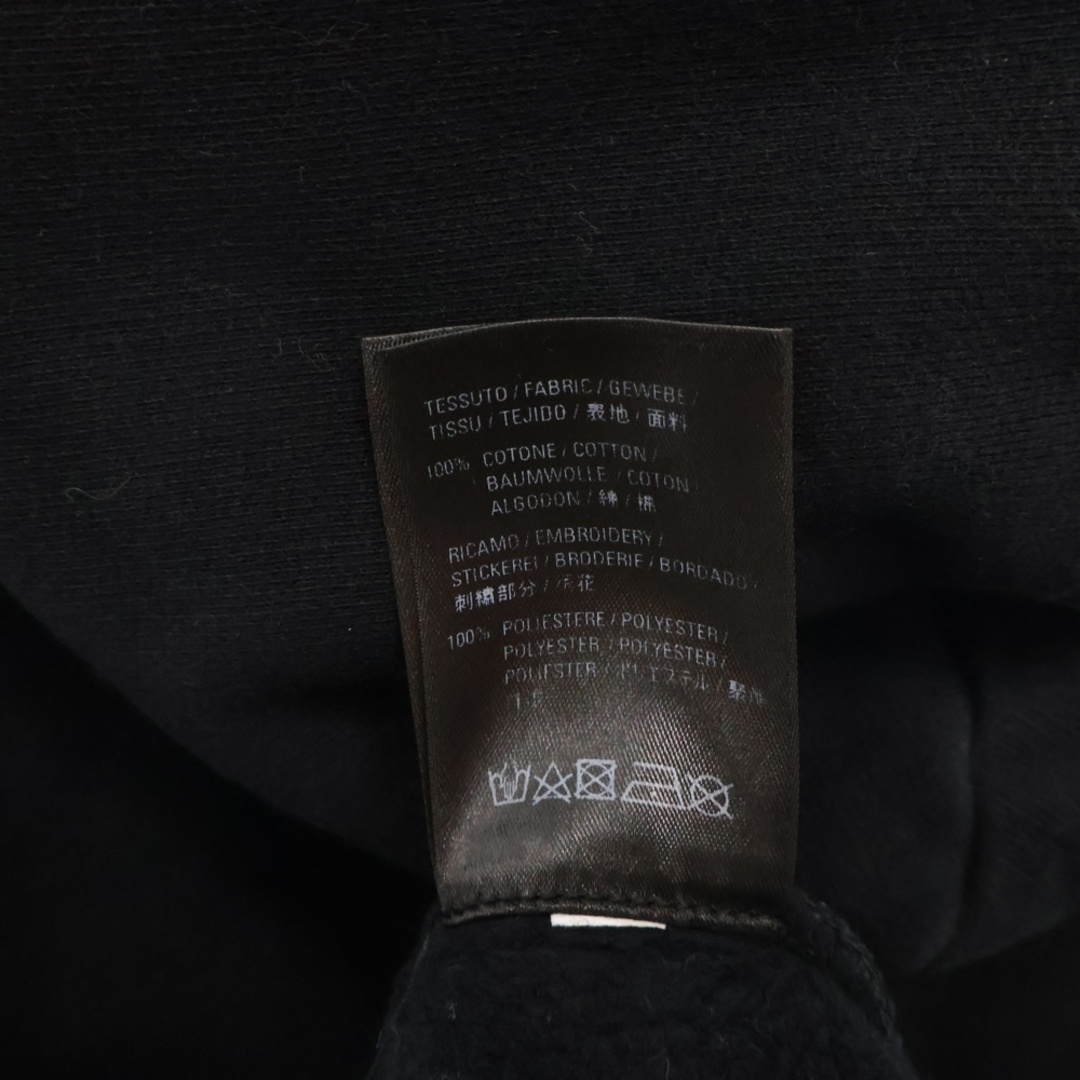 TESSUTO / FABRIC / GEWEBE /
TISSU / TEJIDO / 表地 / 面料
100% COTONE / COTTON /
BAUMWOLLE / COTON
ALGODON / 綿 / 棉
RICAMO / EMBROIDERY /
STICKEREI / BRODERIE / BORDADO /
刺繍部分 / 绣花
100% POLIESTERE / POLYESTER /
POLYESTER / POLYESTER /
POLIESTER / ポリエステル / 聚酯